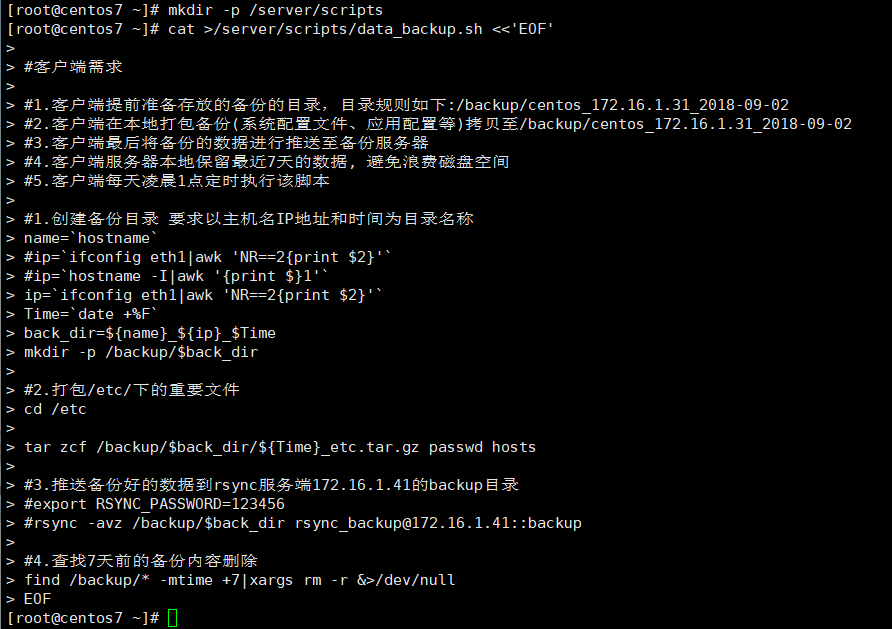 [root@centos7 ~]# mkdir -p /server/scripts
[root@centos7 ~]# cat >/server/scripts/data_backup.sh <<'EOF'
>
> #客户端需求
>
> #1.客户端提前准备存放的备份的目录，目录规则如下:/backup/centos_172.16.1.31_2018-09-02
> #2.客户端在本地打包备份(系统配置文件、应用配置等)拷贝至/backup/centos_172.16.1.31_2018-09-02
> #3.客户端最后将备份的数据进行推送至备份服务器
> #4.客户端服务器本地保留最近7天的数据, 避免浪费磁盘空间
> #5.客户端每天凌晨1点定时执行该脚本
>
> #1.创建备份目录 要求以主机名IP地址和时间为目录名称
> name=`hostname`
> #ip=`ifconfig eth1|awk 'NR==2{print $2}'`
> #ip=`hostname -I|awk '{print $}1'`
> ip=`ifconfig eth1|awk 'NR==2{print $2}'`
> Time=`date +%F`
> back_dir=${name}_${ip}_$Time
> mkdir -p /backup/$back_dir
>
> #2.打包/etc/下的重要文件
> cd /etc
>
> tar zcf /backup/$back_dir/${Time}_etc.tar.gz passwd hosts
>
> #3.推送备份好的数据到rsync服务端172.16.1.41的backup目录
> #export RSYNC_PASSWORD=123456
> #rsync -avz /backup/$back_dir rsync_backup@172.16.1.41::backup
>
> #4.查找7天前的备份内容删除
> find /backup/* -mtime +7|xargs rm -r &>/dev/null
> EOF
[root@centos7 ~]#